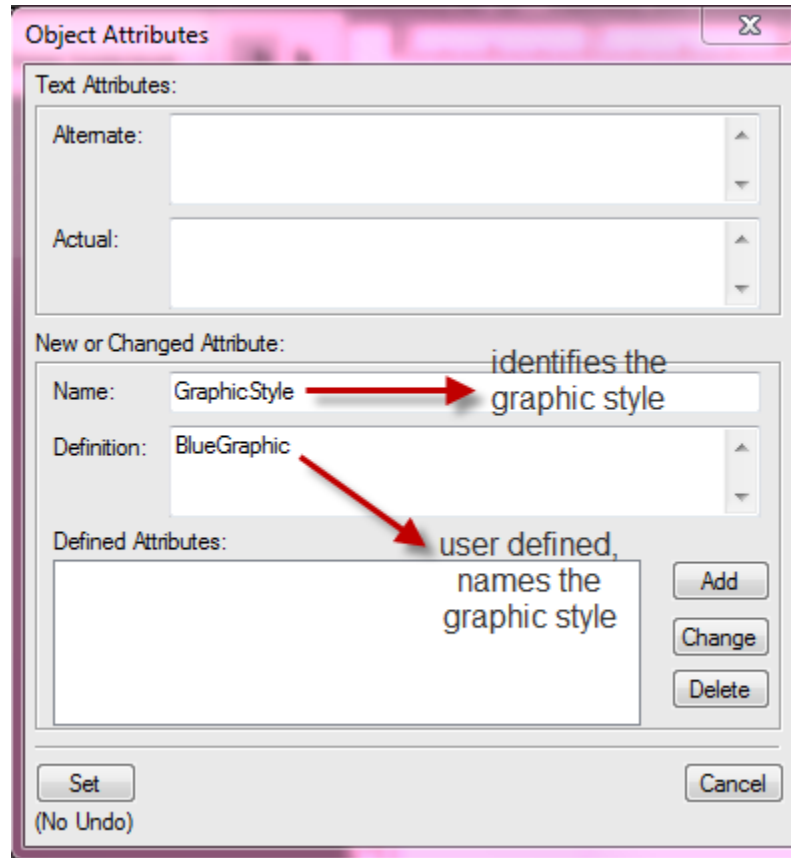 Object Attributes
Text Attributes:
Alternate:
Actual:
New or Changed Attribute:
identifies the
Name: GraphicStyle graphic style
Definition: BlueGraphic
Defined Attributes:
user defined,
names the
graphic style
Add
Change
Delete
Set
Cancel
(No Undo)